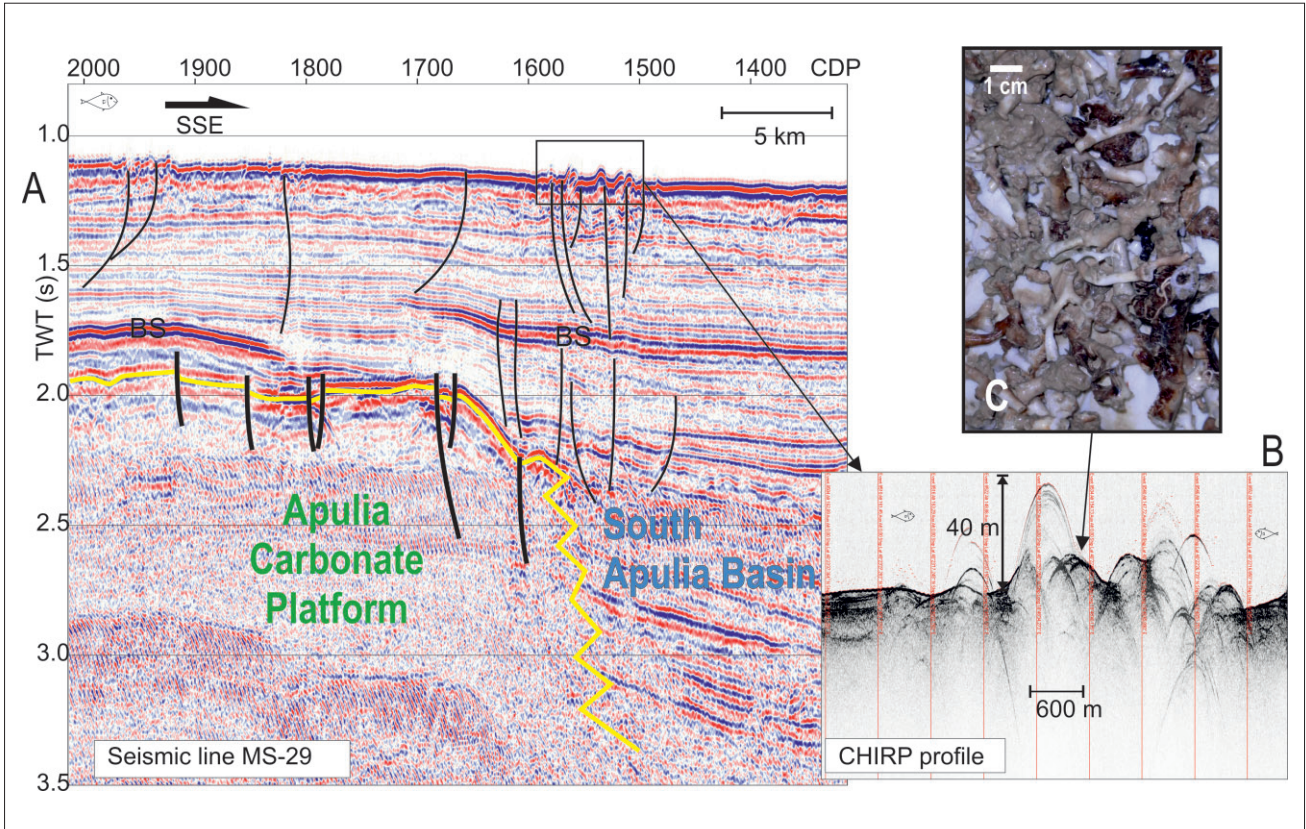 2000 1900 1800 1700 1600 1500 1400 CDP
SSE
5 km
1 cm
A
TWT (s)
1.0
1.5
2.0
2.5
3.0
3.5
BS
BS
Apulia
Carbonate
Platform
South
Apulia Basin
Seismic line MS-29
C
B
40 m
600 m
CHIRP profile